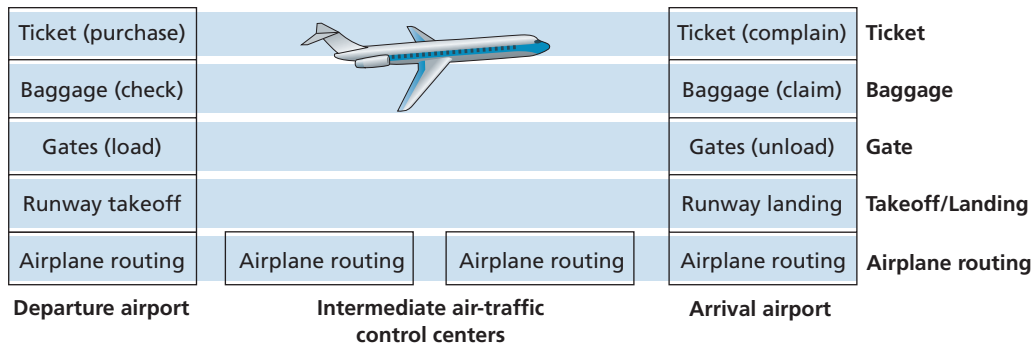 Ticket (purchase)
Ticket (complain)
Ticket
Baggage (check)
Baggage (claim)
Baggage
Gates (load)
Gates (unload)
Gate
Runway takeoff
Runway landing
Takeoff/Landing
Airplane routing
Airplane routing
Airplane routing
Airplane routing
Airplane routing
Departure airport
Intermediate air-traffic
control centers
Arrival airport